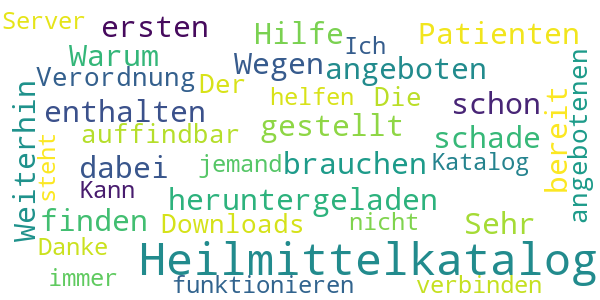 Server
ersten
Hilfe
Ich
Patienten
Warum
Wegen
angeboten
Verordnung
Der
helfen
Die
schon
enthalten
bereit
angebotenen
Weiterhin
steht
auffindbar
gestellt
schade
dabei
jemand
brauchen
Katalog
Kann
heruntergeladen
finden
Downloads
nicht
Sehr
Danke
Heilmittelkatalog
immer
funktionieren
verbinden